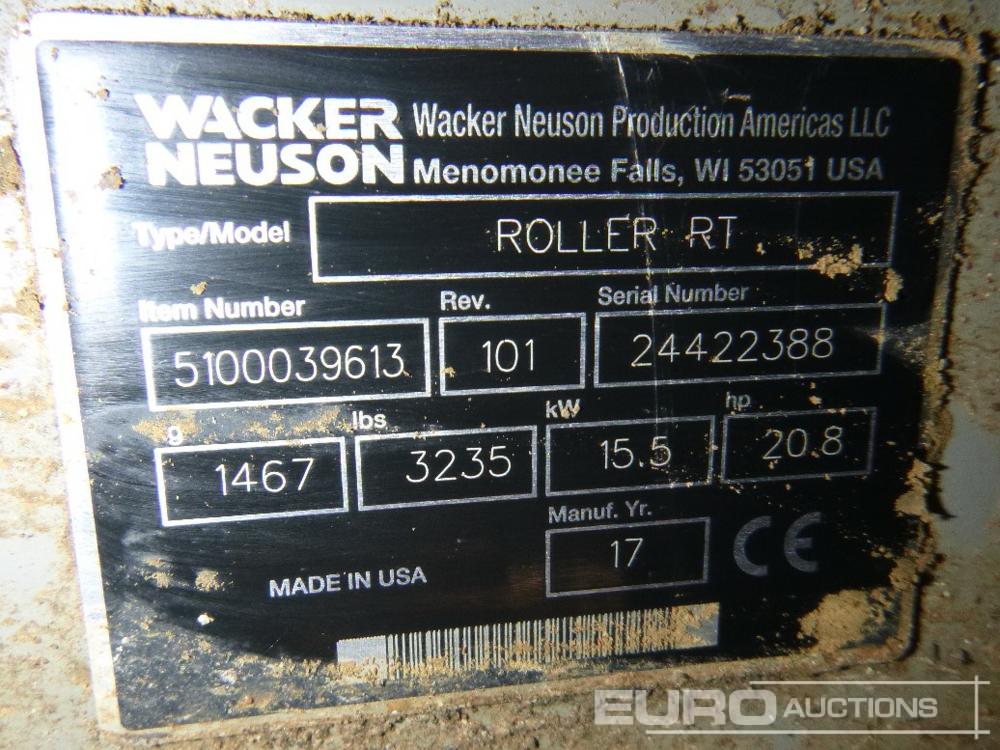 WACKER NEUSON
Wacker Neuson Production Americas LLC
Menomonee Falls, WI 53051 USA
Type/Model
ROLLER RT
Item Number
Rev.
Serial Number
5100039613
101
24422388
g
lbs
kW
hp
1467
3235
15.5
20.8
Manuf. Yr.
17
CE
MADE IN USA
EURO AUCTIONS